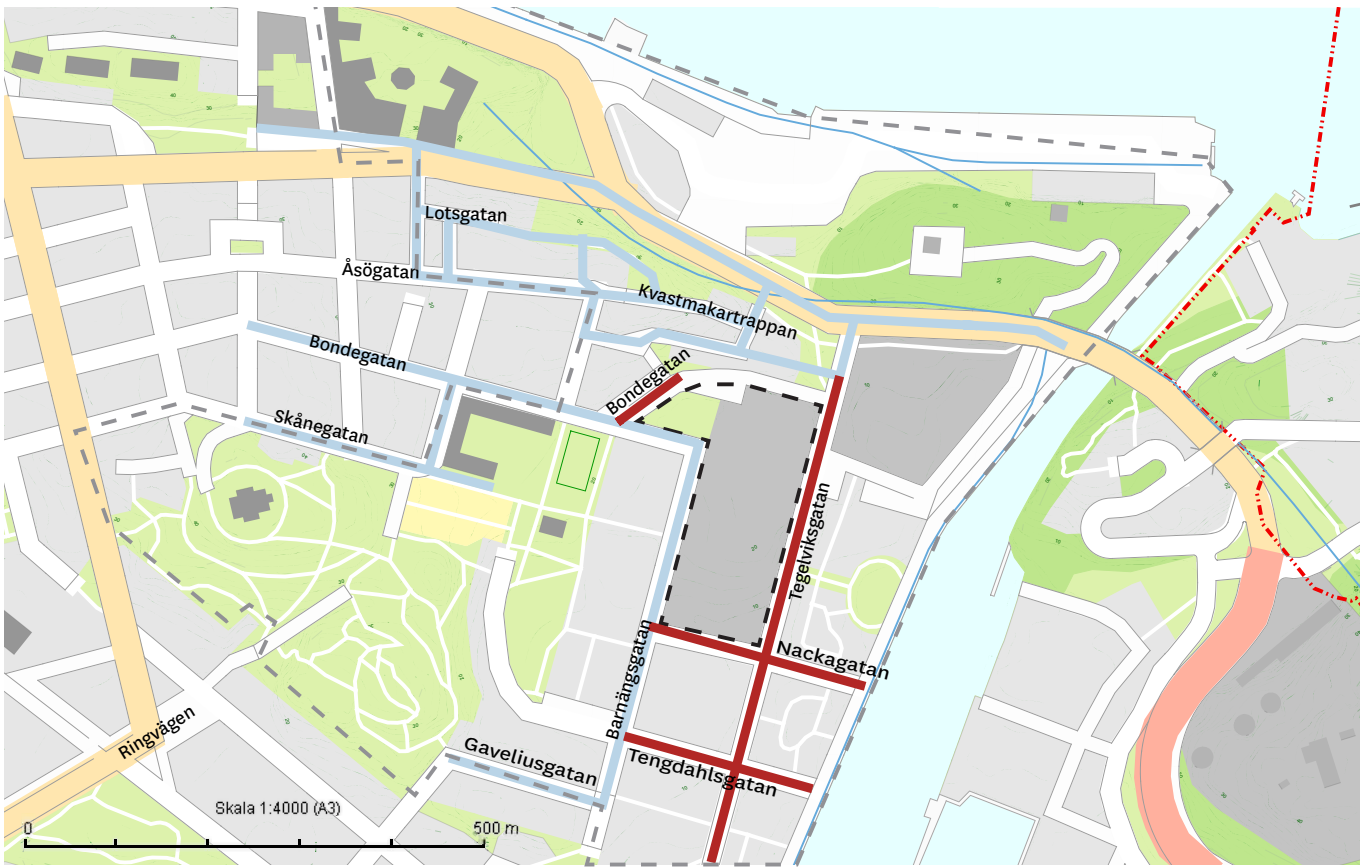 Lotsgatan
Åsögatan
Kvastmakartrappan
Bondegatan
Bondegatan
Skånegatan
Tegelviksgatan
Barnängsgatan
Nackagatan
Ringvägen
Gaveliusgatan
Tengdahlsgatan
Skala 1:4000 (A3)
0 500 m